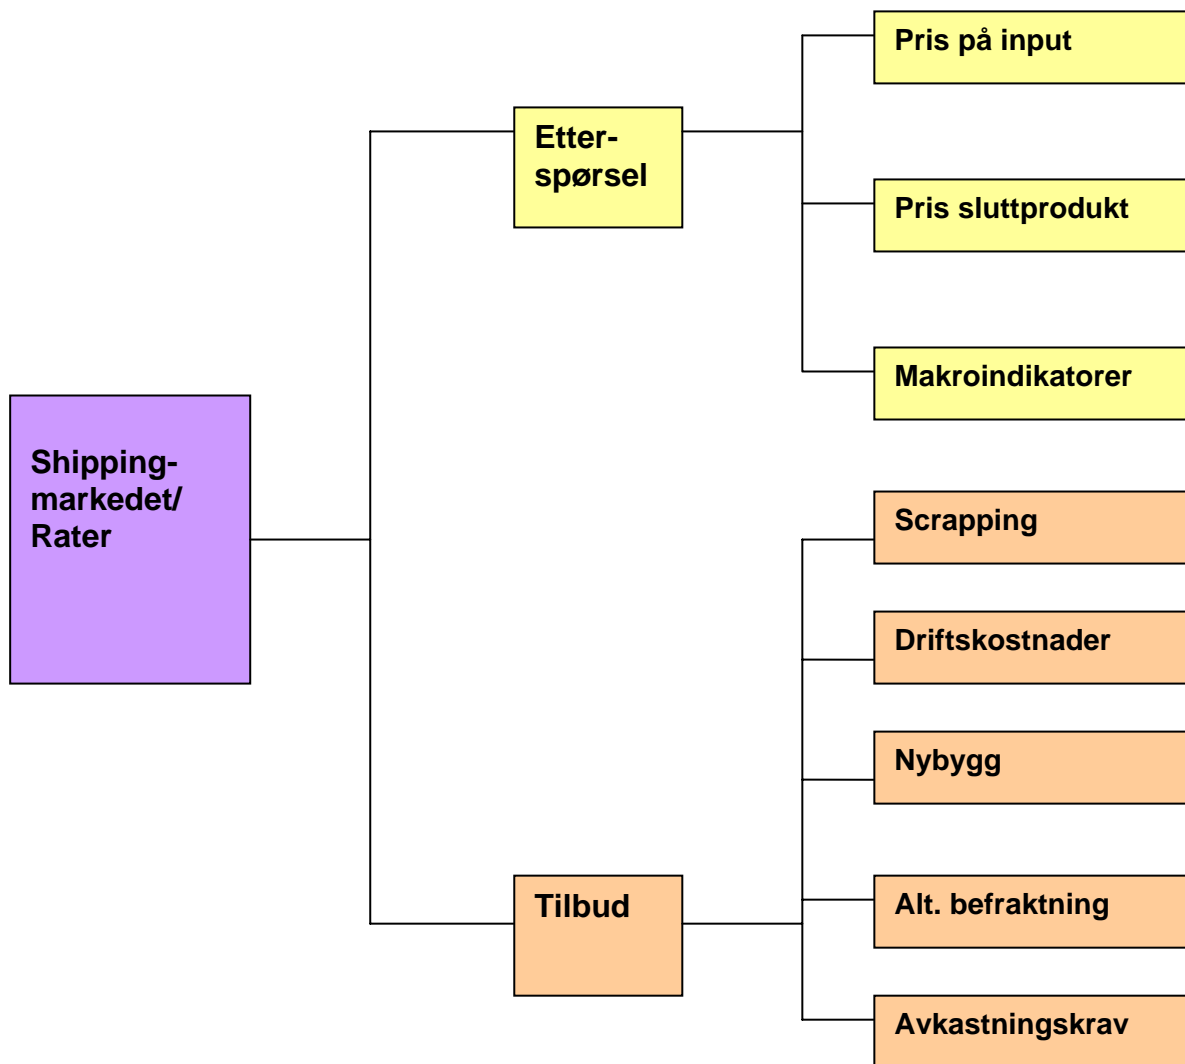 Shipping-
markedet/
Rater
Etter-
spørsel
Pris på input
Pris sluttprodukt
Makroindikatorer
Tilbud
Scrapping
Driftskostnader
Nybygg
Alt. befraktning
Avkastningskrav